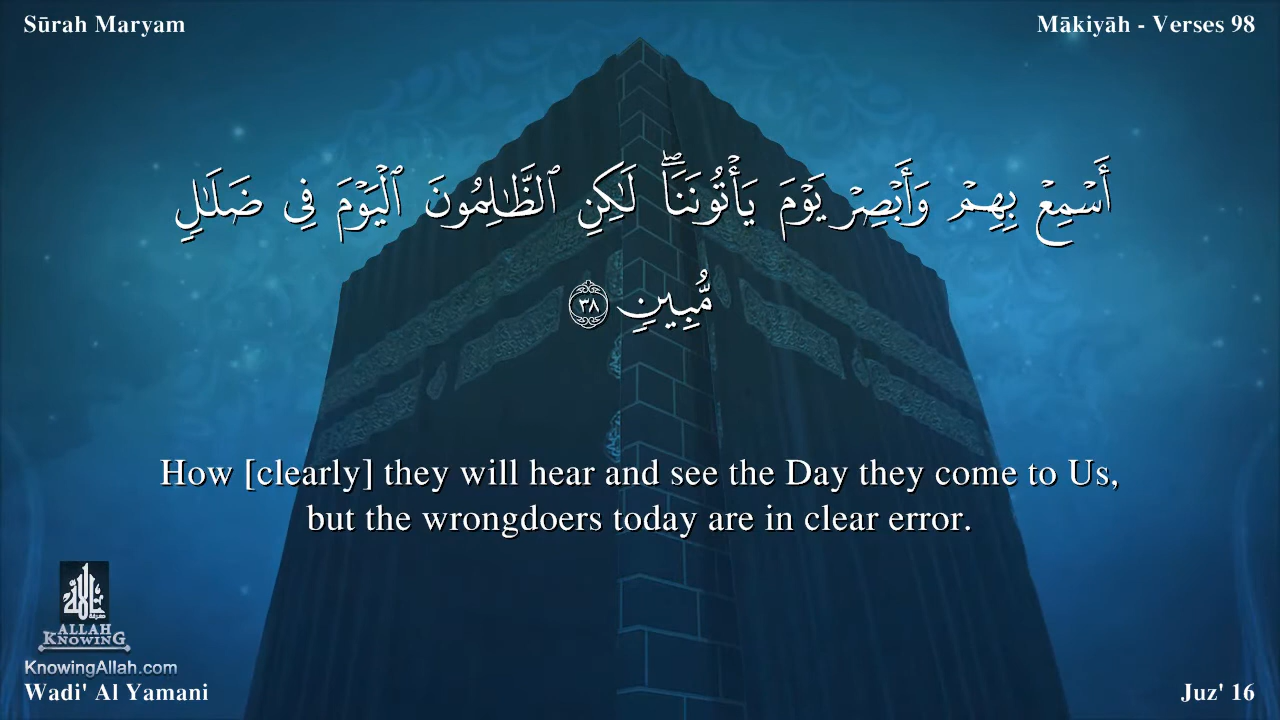 Sūrah Maryam
Mākiyāh - Verses 98
أَسْمِعْ بِهِمْ وَأَبْصِرْ يَوْمَ يَأْتُونَنَا ۖ لَٰكِنِ ٱلظَّٰلِمُونَ ٱلْيَوْمَ فِى ضَلَٰلٍ
مُّبِينٍ ٣٨
How [clearly] they will hear and see the Day they come to Us,
but the wrongdoers today are in clear error.
ALLAH
KNOWING
KnowingAllah.com
Wadi' Al Yamani
Juz' 16